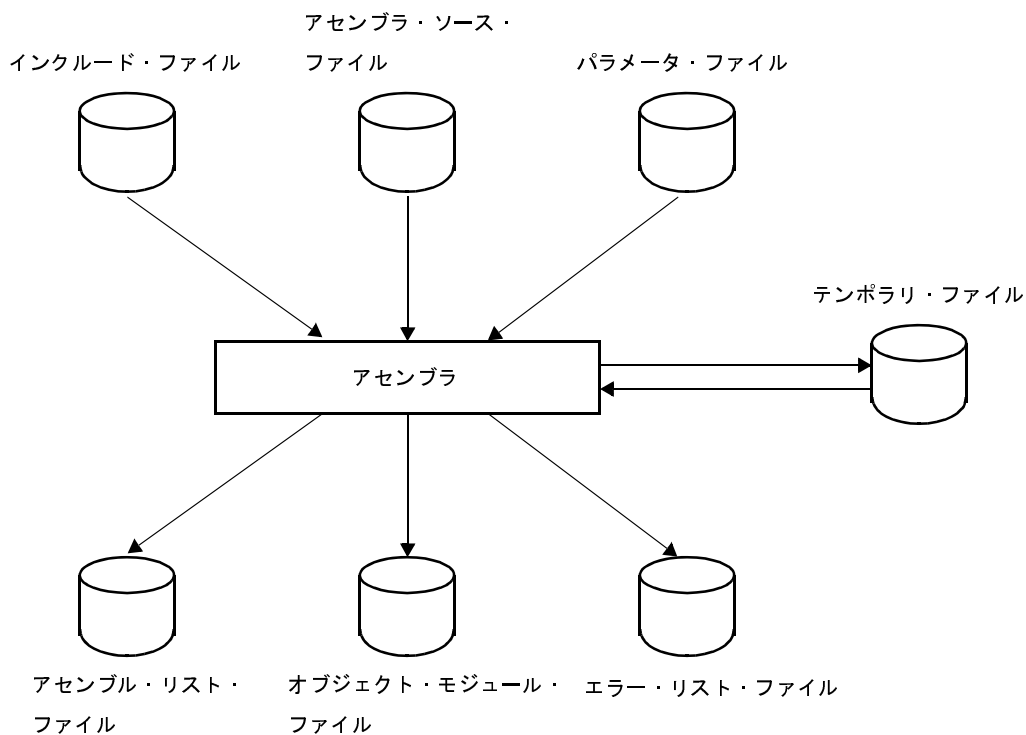 インクルード・ファイル
アセンブラ・ソース・
ファイル
パラメータ・ファイル
テンポラリ・ファイル
アセンブラ
アセンブル・リスト・
ファイル
オブジェクト・モジュール・
ファイル
エラー・リスト・ファイル